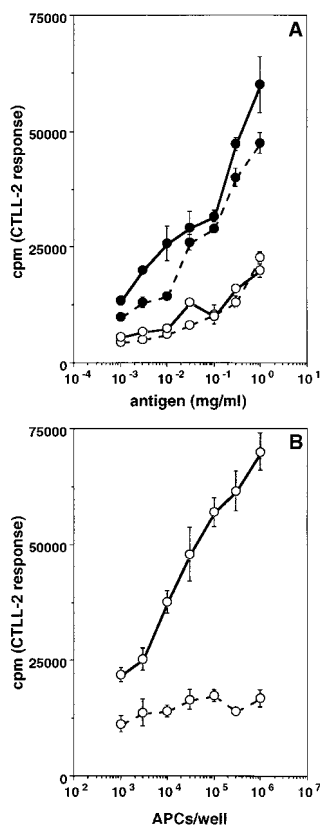 A
75000
50000
25000
0
cpm (CTLL-2 response)
10⁻⁴ 10⁻³ 10⁻² 10⁻¹ 10⁰ 10¹
antigen (mg/ml)
B
75000
50000
25000
0
cpm (CTLL-2 response)
10² 10³ 10⁴ 10⁵ 10⁶ 10⁷
APCs/well